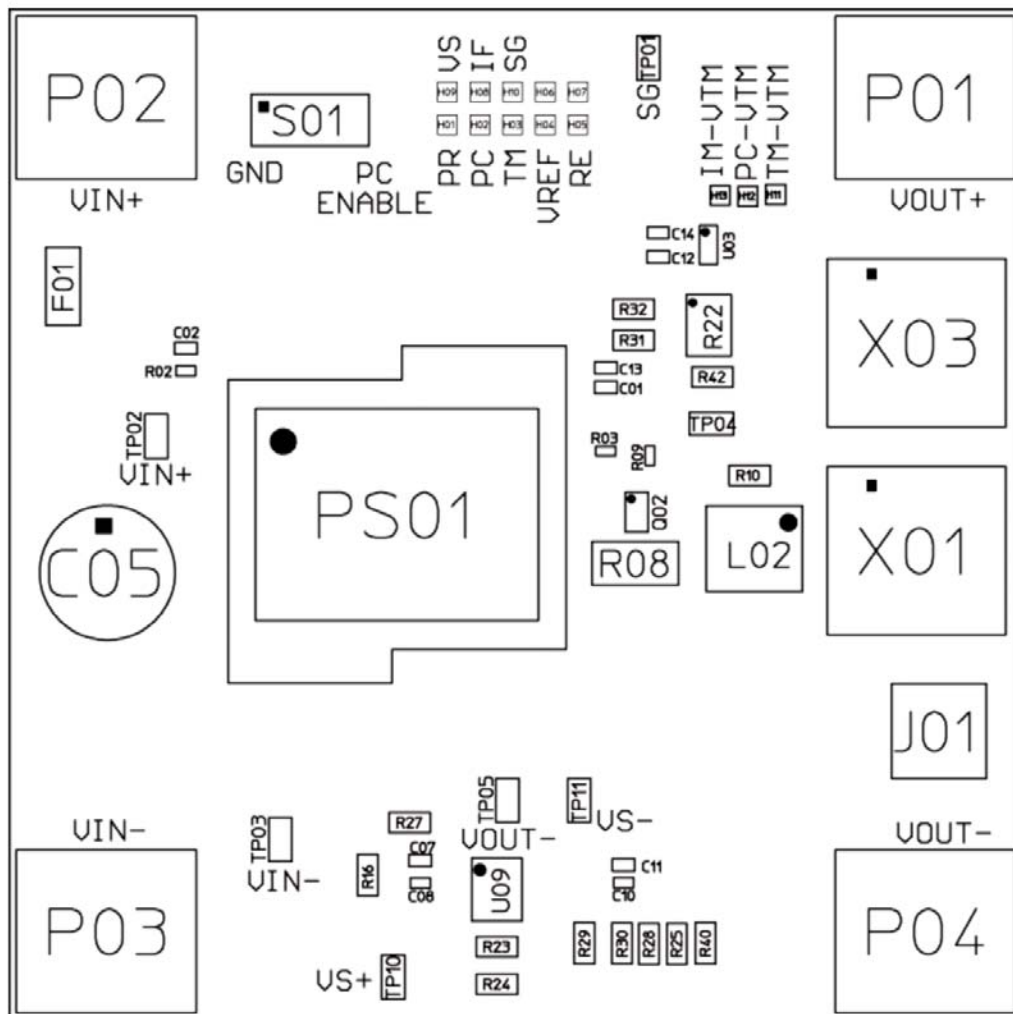 P02
VIN+
S01
GND
PC
ENABLE
VS
IF
SG
H09
H08
H10
H06
H07
H01
H02
H03
H04
H05
PR
PC
TM
VREF
RE
TP01
SG
IM-VTM
PC-VTM
TM-VTM
H13
H12
H11
P01
VOUT+
C14
C12
U03
F01
R32
R31
R22
X03
C02
R02
C13
C01
R42
TP02
VIN+
TP04
R03
R09
R10
PS01
Q02
C05
R08
L02
X01
J01
VIN-
TP03
VIN-
R27
TP05
VOUT-
TP11
VS-
VOUT-
P03
R16
C07
C08
U09
C11
C10
P04
R23
R24
R29
R30
R28
R25
R40
VS+
TP10